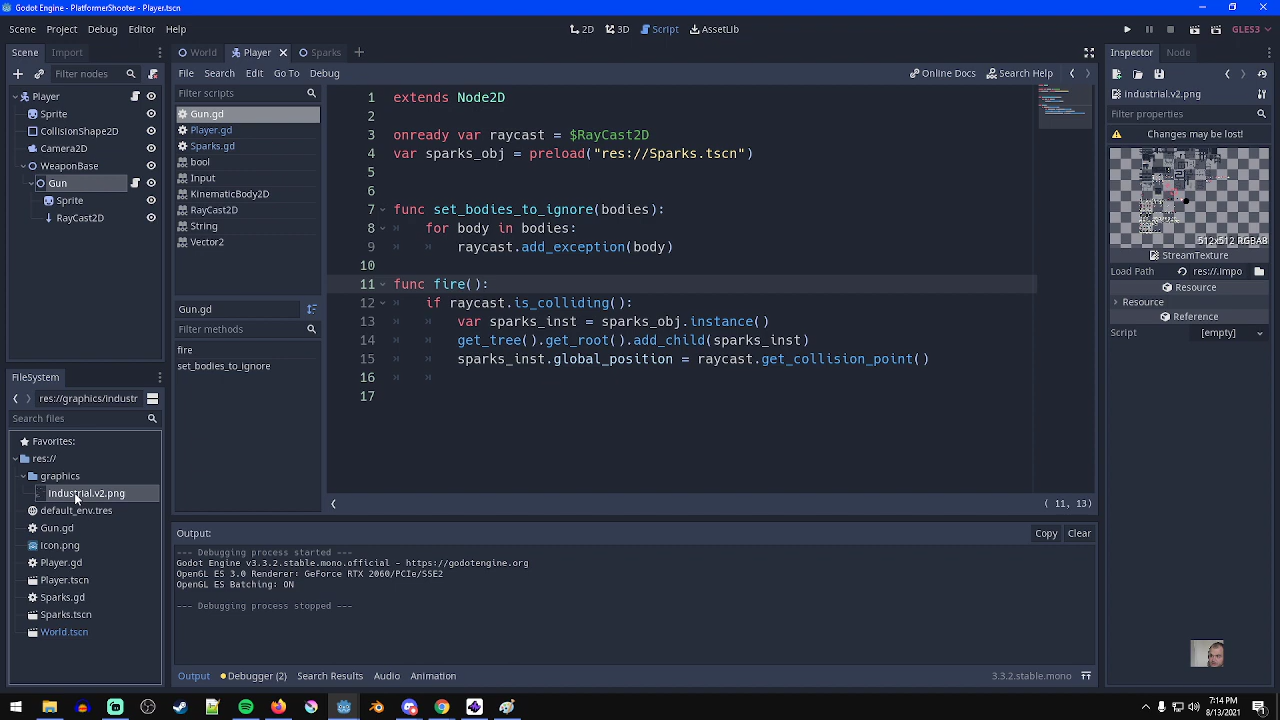 Godot Engine - PlatformerShooter - Player.tscn
Scene Project Debug Editor Help
2D 3D Script AssetLib
GLES3
Scene Import
Filter nodes
Player
Sprite
CollisionShape2D
Camera2D
WeaponBase
Gun
Sprite
RayCast2D
FileSystem
res://graphics/industr
Search files
Favorites:
res://
graphics
industrial.v2.png
default_env.tres
Gun.gd
icon.png
Player.gd
Player.tscn
Sparks.gd
Sparks.tscn
World.tscn
World Player Sparks
File Search Edit Go To Debug
Online Docs Search Help
Filter scripts
Gun.gd
Player.gd
Sparks.gd
bool
Input
KinematicBody2D
RayCast2D
String
Vector2
Gun.gd
Filter methods
fire
set_bodies_to_ignore
1 extends Node2D
2
3 onready var raycast = $RayCast2D
4 var sparks_obj = preload("res://Sparks.tscn")
5
6
7 func set_bodies_to_ignore(bodies):
8 for body in bodies:
9 raycast.add_exception(body)
10
11 func fire():
12 if raycast.is_colliding():
13 var sparks_inst = sparks_obj.instance()
14 get_tree().get_root().add_child(sparks_inst)
15 sparks_inst.global_position = raycast.get_collision_point()
16
17
( 11, 13)
Output:
Copy Clear
--- Debugging process started ---
Godot Engine v3.3.2.stable.mono.official - https://godotengine.org
OpenGL ES 3.0 Renderer: GeForce RTX 2060/PCIe/SSE2
OpenGL ES Batching: ON
--- Debugging process stopped ---
Output Debugger (2) Search Results Audio Animation
3.3.2.stable.mono
Inspector Node
industrial.v2.png
Filter properties
Changes may be lost!
512x512 RGBA8
StreamTexture
Load Path res://.impo
Resource
Resource
Reference
Script [empty]
7:14 PM
8/13/2021